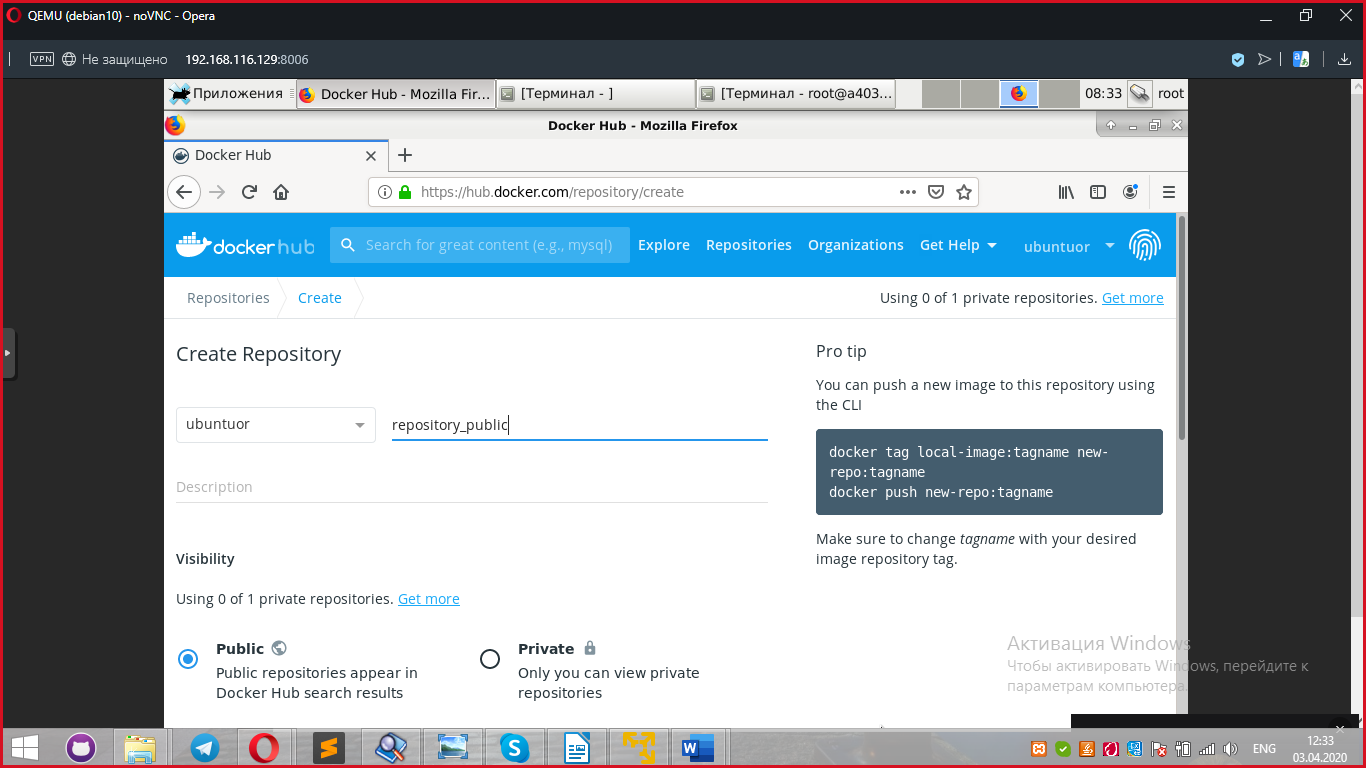 QEMU (debian10) - noVNC - Opera
VPN Не защищено 192.168.116.129:8006
Приложения Docker Hub - Mozilla Fir... [Терминал - ] [Терминал - root@a403... 08:33 root
Docker Hub - Mozilla Firefox
Docker Hub
https://hub.docker.com/repository/create
dockerhub Search for great content (e.g., mysql) Explore Repositories Organizations Get Help ubuntuor
Repositories Create Using 0 of 1 private repositories. Get more
Create Repository
ubuntuor repository_public
Description
Visibility
Using 0 of 1 private repositories. Get more
Public
Public repositories appear in
Docker Hub search results
Private
Only you can view private
repositories
Pro tip
You can push a new image to this repository using
the CLI
docker tag local-image:tagname new-
repo:tagname
docker push new-repo:tagname
Make sure to change tagname with your desired
image repository tag.
Активация Windows
Чтобы активировать Windows, перейдите к
параметрам компьютера.
ENG
12:33
03.04.2020